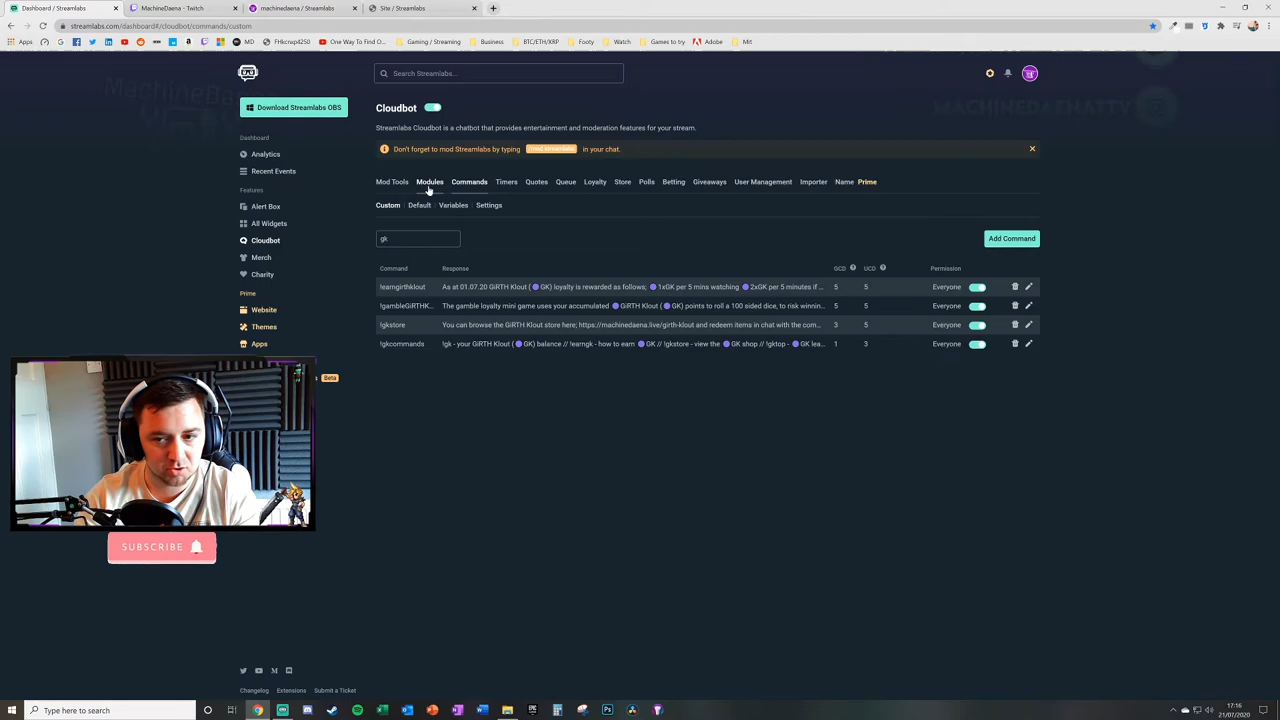 Dashboard / Streamlabs
MachineDaena - Twitch
machinedaena / Streamlabs
Site / Streamlabs
streamlabs.com/dashboard#/cloudbot/commands/custom
Apps
MD
FHkcrep4250
One Way To Find O...
Gaming / Streaming
Business
BTC/ETH/XRP
Footy
Watch
Games to try
Adobe
Mit
Search Streamlabs...
Download Streamlabs OBS
Dashboard
Analytics
Recent Events
Features
Alert Box
All Widgets
Cloudbot
Merch
Charity
Prime
Website
Themes
Apps
Beta
Cloudbot
Streamlabs Cloudbot is a chatbot that provides entertainment and moderation features for your stream.
Don't forget to mod Streamlabs by typing /mod streamlabs in your chat.
Mod Tools Modules Commands Timers Quotes Queue Loyalty Store Polls Betting Giveaways User Management Importer Name Prime
Custom Default Variables Settings
gk
Add Command
Command Response GCD UCD Permission
!earngirthklout As at 01.07.20 GiRTH Klout ( GK) loyalty is rewarded as follows; 1xGK per 5 mins watching 2xGK per 5 minutes if ... 5 5 Everyone
!gambleGiRTHK... The gamble loyalty mini game uses your accumulated GiRTH Klout ( GK) points to roll a 100 sided dice, to risk winnin... 5 5 Everyone
!gkstore You can browse the GiRTH Klout store here; https://machinedaena.live/girth-klout and redeem items in chat with the com... 3 5 Everyone
!gkcommands !gk - your GiRTH Klout ( GK) balance // !earngk - how to earn GK // !gkstore - view the GK shop // !gktop - GK lea... 1 3 Everyone
SUBSCRIBE
Changelog Extensions Submit a Ticket
Type here to search
17:16
21/07/2020